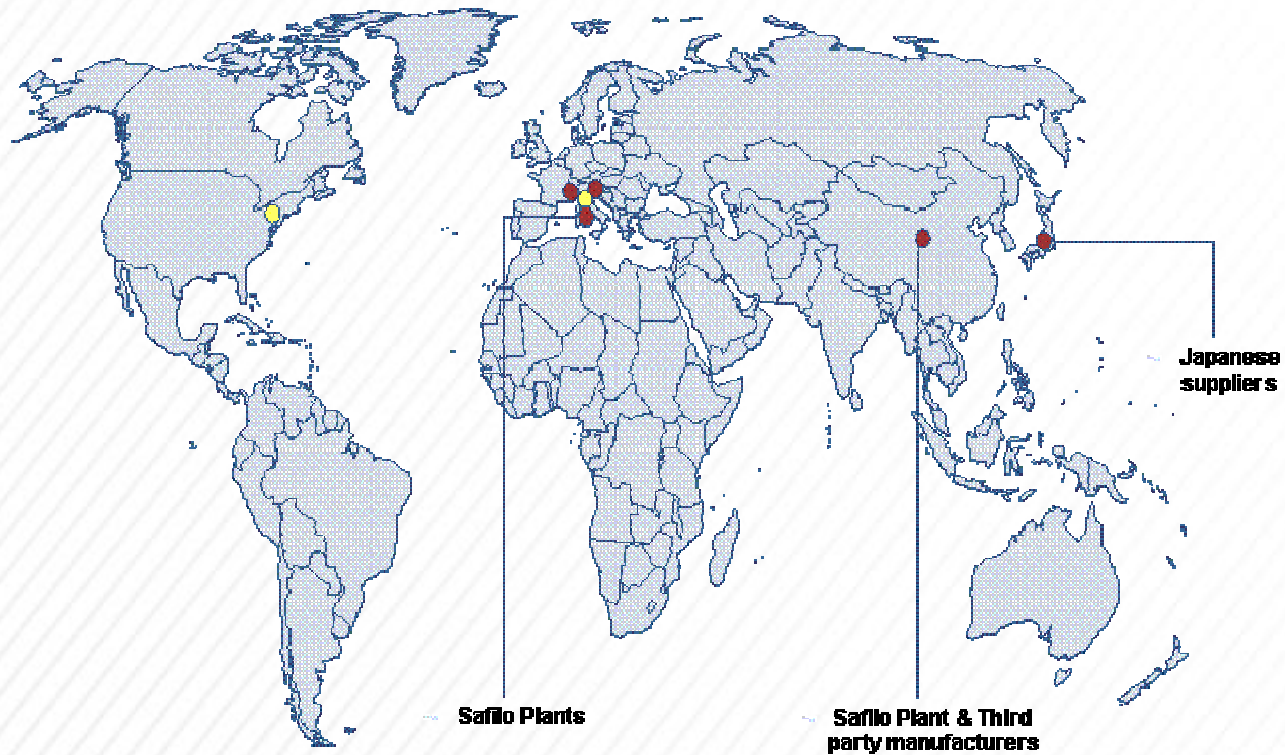 Japanese
suppliers
Safilo Plants
Safilo Plant & Third
party manufacturers